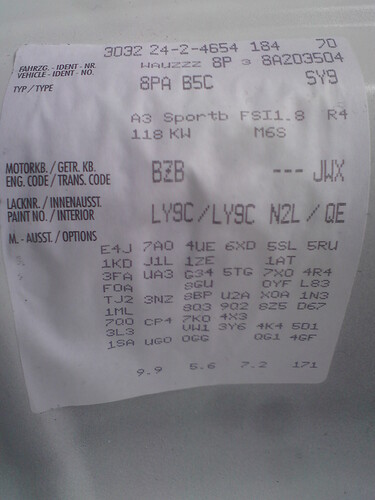 3032 24-2-4654 184 70
FAHRZG. - IDENT - NR. WAUZZZ 8P 3 8A203504
VEHICLE - IDENT - NO.
TYP / TYPE 8PA B5C 5Y9
A3 Sportb FSI1.8 R4
118 KW M6S
MOTORKB. / GETR. KB. BZB --- JWX
ENG. CODE / TRANS. CODE
LACKNR. / INNENAUSST. LY9C / LY9C N2L / QE
PAINT NO. / INTERIOR
M. - AUSST. / OPTIONS
E4J 7A0 4UE 6XD 5SL 5RU
1KD J1L 1ZE 1AT
3FA UA3 G34 5TG 7X0 4R4
F0A 8GU 0YF L83
TJ2 3NZ 8BP U2A X0A 1N3
1ML 8Q3 9Q2 8Z5 D67
700 CP4 7K0 4X3
3L3 VW1 3Y6 4K4 5D1
1SA UG0 0GG 0G1 4GF
9.9 5.6 7.2 171